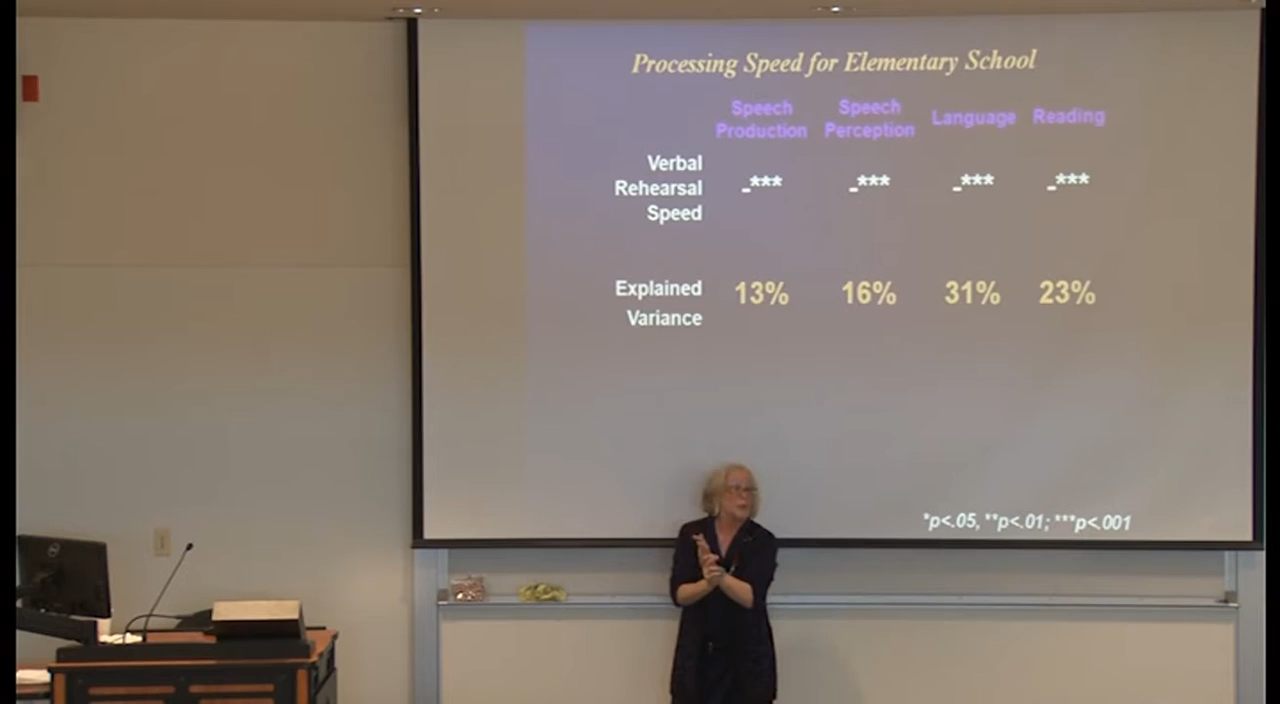 Processing Speed for Elementary School
Speech Production
Speech Perception
Language
Reading
Verbal Rehearsal Speed
-***
-***
-***
-***
Explained Variance
13%
16%
31%
23%
*p<.05, **p<.01; ***p<.001